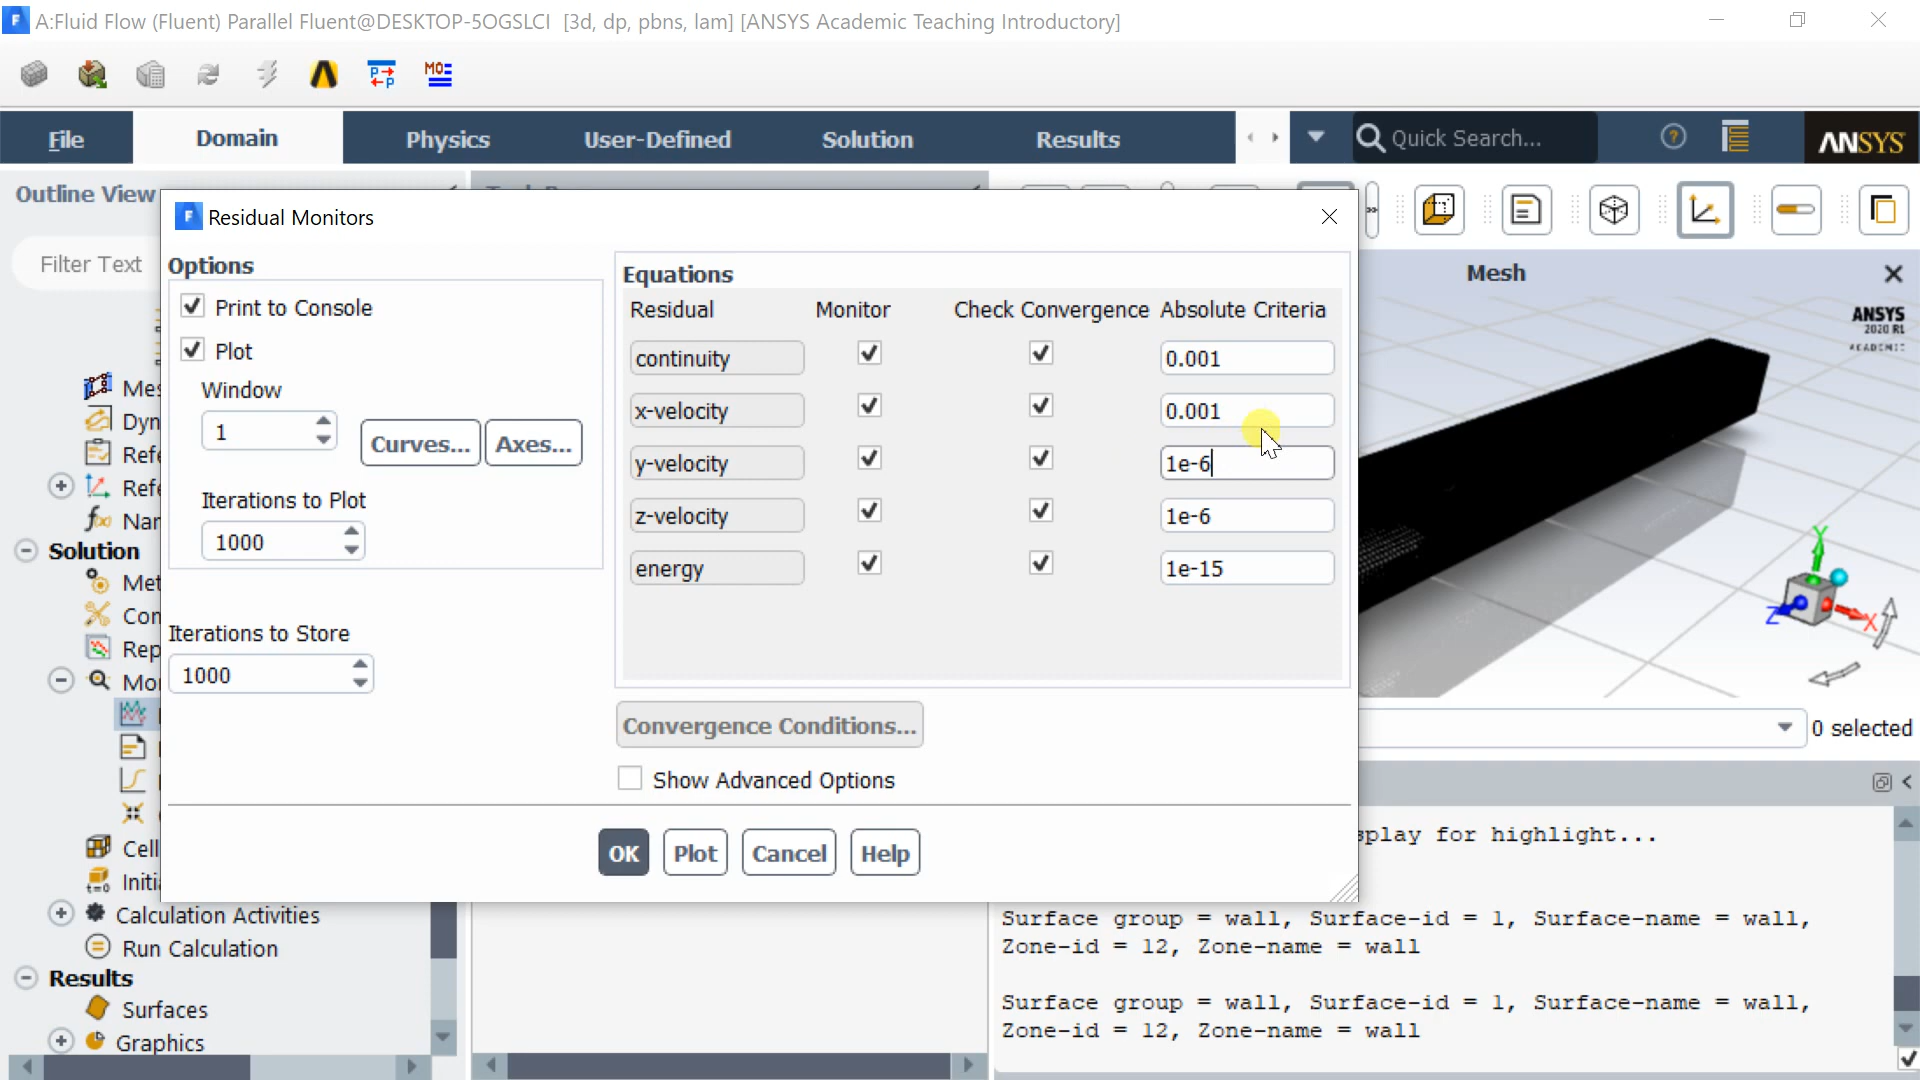 A:Fluid Flow (Fluent) Parallel Fluent@DESKTOP-5OGSLCI [3d, dp, pbns, lam] [ANSYS Academic Teaching Introductory]
File Domain Physics User-Defined Solution Results Quick Search... ANSYS
Outline View
Filter Text
Residual Monitors
Mesh
ANSYS
2020 R1
ACADEMIC
Options
Print to Console
Plot
Window
1
Curves... Axes...
Iterations to Plot
1000
Iterations to Store
1000
Equations
Residual Monitor Check Convergence Absolute Criteria
continuity 0.001
x-velocity 0.001
y-velocity 1e-6
z-velocity 1e-6
energy 1e-15
Convergence Conditions...
Show Advanced Options
OK Plot Cancel Help
Solution
Calculation Activities
Run Calculation
Results
Surfaces
Graphics
Y
Z
X
0 selected
splay for highlight...
Surface group = wall, Surface-id = 1, Surface-name = wall,
Zone-id = 12, Zone-name = wall
Surface group = wall, Surface-id = 1, Surface-name = wall,
Zone-id = 12, Zone-name = wall